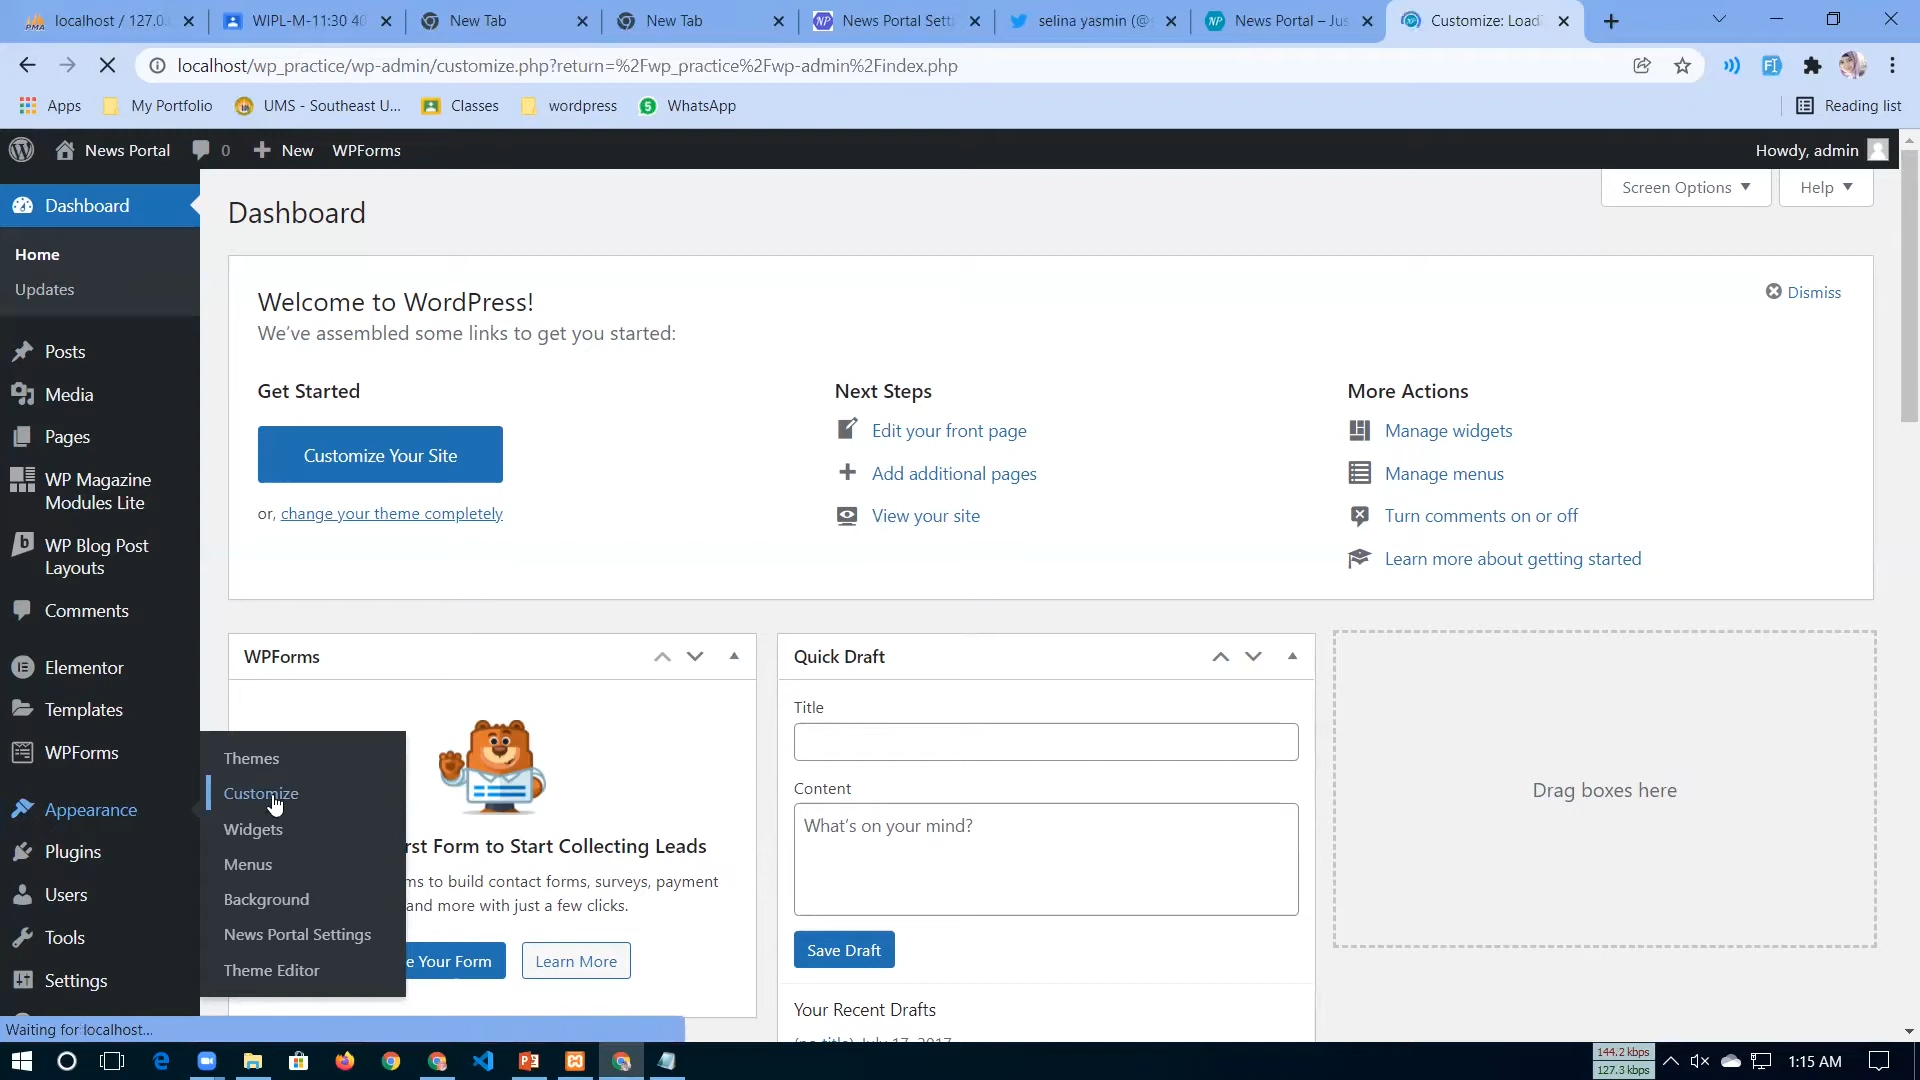 localhost / 127.0.
WIPL-M-11:30 40
New Tab
New Tab
News Portal Sett
selina yasmin (@
News Portal – Jus
Customize: Load
localhost/wp_practice/wp-admin/customize.php?return=%2Fwp_practice%2Fwp-admin%2Findex.php
Apps
My Portfolio
UMS - Southeast U...
Classes
wordpress
WhatsApp
Reading list
News Portal
0
New
WPForms
Howdy, admin
Screen Options
Help
Dashboard
Home
Updates
Posts
Media
Pages
WP Magazine
Modules Lite
WP Blog Post
Layouts
Comments
Elementor
Templates
WPForms
Appearance
Plugins
Users
Tools
Settings
Themes
Customize
Widgets
Menus
Background
News Portal Settings
Theme Editor
Dashboard
Welcome to WordPress!
We've assembled some links to get you started:
Dismiss
Get Started
Customize Your Site
or, change your theme completely
Next Steps
Edit your front page
Add additional pages
View your site
More Actions
Manage widgets
Manage menus
Turn comments on or off
Learn more about getting started
WPForms
rst Form to Start Collecting Leads
ms to build contact forms, surveys, payment
and more with just a few clicks.
e Your Form
Learn More
Quick Draft
Title
Content
What's on your mind?
Save Draft
Your Recent Drafts
(no title) July 17, 2017
Drag boxes here
Waiting for localhost...
144.2 kbps
127.3 kbps
1:15 AM